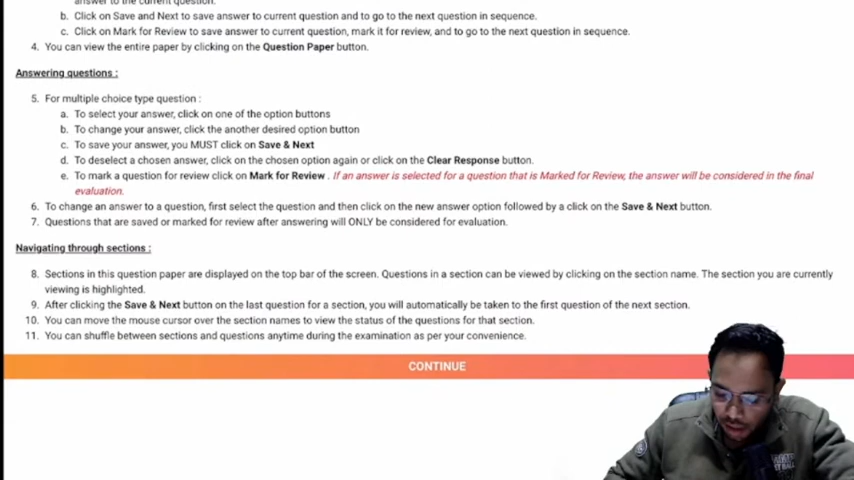 answer to the current question.
b. Click on Save and Next to save answer to current question and to go to the next question in sequence.
c. Click on Mark for Review to save answer to current question, mark it for review, and to go to the next question in sequence.
4. You can view the entire paper by clicking on the Question Paper button.
Answering questions :
5. For multiple choice type question :
a. To select your answer, click on one of the option buttons
b. To change your answer, click the another desired option button
c. To save your answer, you MUST click on Save & Next
d. To deselect a chosen answer, click on the chosen option again or click on the Clear Response button.
e. To mark a question for review click on Mark for Review . If an answer is selected for a question that is Marked for Review, the answer will be considered in the final
evaluation.
6. To change an answer to a question, first select the question and then click on the new answer option followed by a click on the Save & Next button.
7. Questions that are saved or marked for review after answering will ONLY be considered for evaluation.
Navigating through sections :
8. Sections in this question paper are displayed on the top bar of the screen. Questions in a section can be viewed by clicking on the section name. The section you are currently
viewing is highlighted.
9. After clicking the Save & Next button on the last question for a section, you will automatically be taken to the first question of the next section.
10. You can move the mouse cursor over the section names to view the status of the questions for that section.
11. You can shuffle between sections and questions anytime during the examination as per your convenience.
CONTINUE